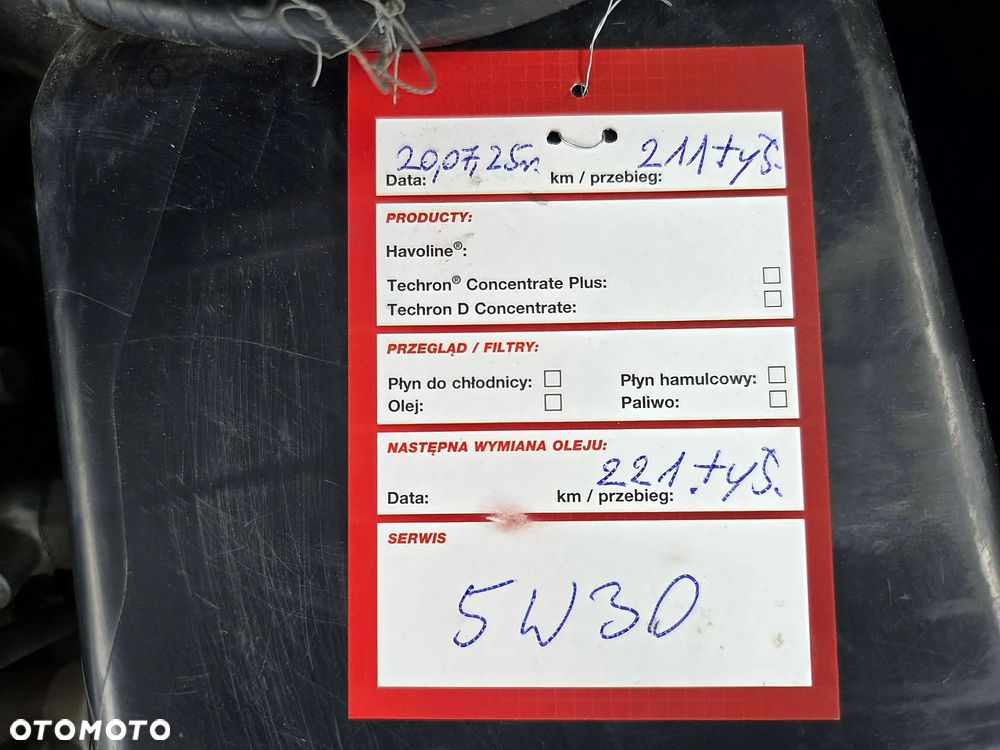 20,07,25r. 211 tyś.
Data: km / przebieg:
PRODUCTY:
Havoline®:
Techron® Concentrate Plus:
Techron D Concentrate:
PRZEGLĄD / FILTRY:
Płyn do chłodnicy: Płyn hamulcowy:
Olej: Paliwo:
NASTĘPNA WYMIANA OLEJU:
221.tyś.
Data: km / przebieg:
SERWIS
5W30
OTOMOTO